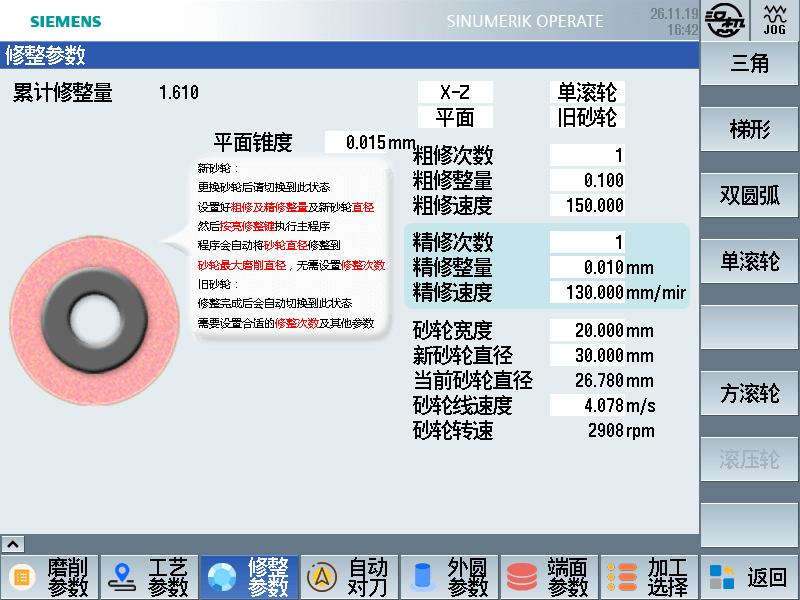 SIEMENS
SINUMERIK OPERATE
26.11.19
16:42
JOG
修整参数
累计修整量 1.610
X-Z 单滚轮
平面 旧砂轮
平面锥度 0.015mm
粗修次数 1
粗修整量 0.100
粗修速度 150.000
精修次数 1
精修整量 0.010mm
精修速度 130.000mm/mir
砂轮宽度 20.000mm
新砂轮直径 30.000mm
当前砂轮直径 26.780mm
砂轮线速度 4.078m/s
砂轮转速 2908rpm
新砂轮：
更换砂轮后请切换到此状态
设置好粗修及精修整量及新砂轮直径
然后按亮修整键执行主程序
程序会自动将砂轮直径修整到
砂轮最大磨削直径，无需设置修整次数
旧砂轮：
修整完成后会自动切换到此状态
需要设置合适的修整次数及其他参数
三角
梯形
双圆弧
单滚轮
方滚轮
滚压轮
磨削参数
工艺参数
修整参数
自动对刀
外圆参数
端面参数
加工选择
返回